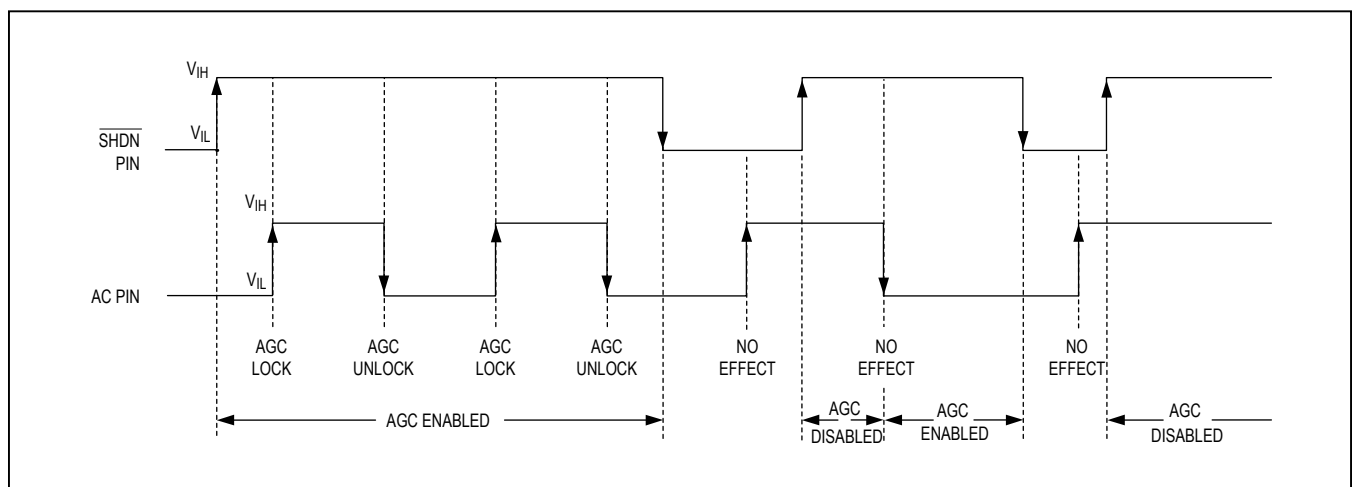 VIH
SHDN
PIN
VIL
VIH
VIL
AC PIN
AGC
LOCK
AGC
UNLOCK
AGC
LOCK
AGC
UNLOCK
NO
EFFECT
NO
EFFECT
NO
EFFECT
AGC ENABLED
AGC
DISABLED
AGC
ENABLED
AGC
DISABLED